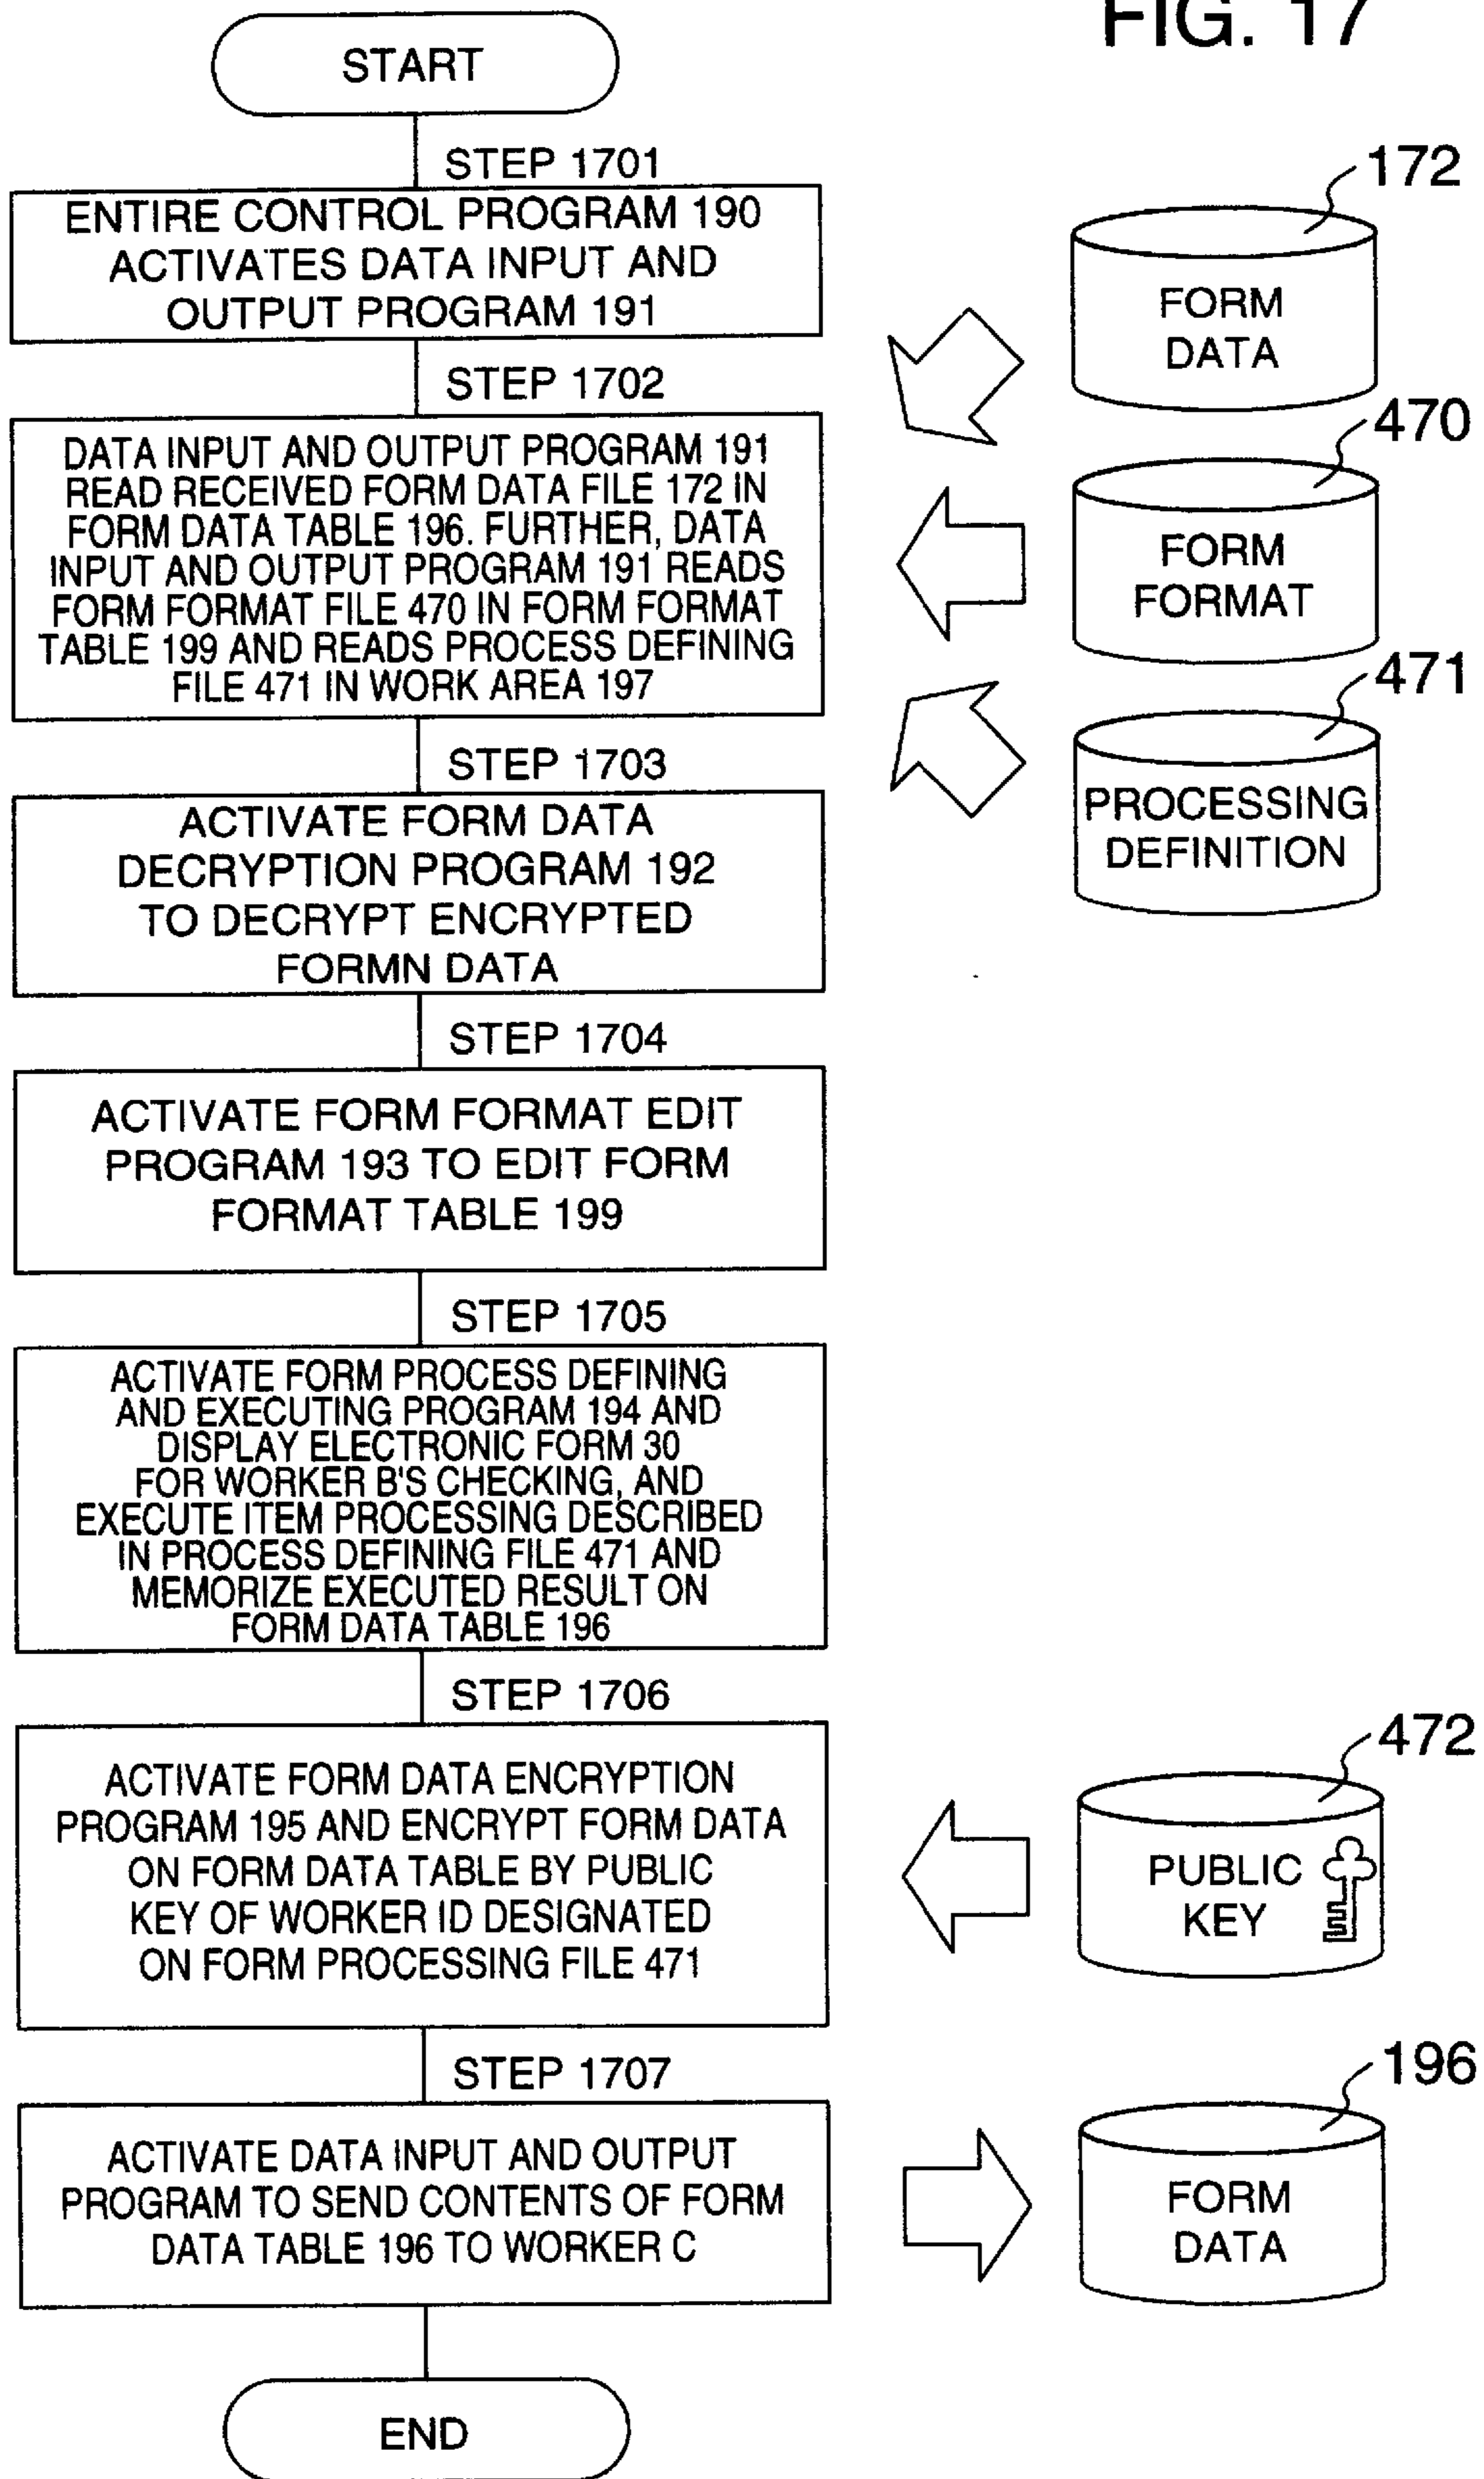 FIG. 17
START
STEP 1701
ENTIRE CONTROL PROGRAM 190
ACTIVATES DATA INPUT AND
OUTPUT PROGRAM 191
172
FORM
DATA
STEP 1702
DATA INPUT AND OUTPUT PROGRAM 191
READ RECEIVED FORM DATA FILE 172 IN
FORM DATA TABLE 196. FURTHER, DATA
INPUT AND OUTPUT PROGRAM 191 READS
FORM FORMAT FILE 470 IN FORM FORMAT
TABLE 199 AND READS PROCESS DEFINING
FILE 471 IN WORK AREA 197
470
FORM
FORMAT
471
PROCESSING
DEFINITION
STEP 1703
ACTIVATE FORM DATA
DECRYPTION PROGRAM 192
TO DECRYPT ENCRYPTED
FORMN DATA
STEP 1704
ACTIVATE FORM FORMAT EDIT
PROGRAM 193 TO EDIT FORM
FORMAT TABLE 199
STEP 1705
ACTIVATE FORM PROCESS DEFINING
AND EXECUTING PROGRAM 194 AND
DISPLAY ELECTRONIC FORM 30
FOR WORKER B'S CHECKING, AND
EXECUTE ITEM PROCESSING DESCRIBED
IN PROCESS DEFINING FILE 471 AND
MEMORIZE EXECUTED RESULT ON
FORM DATA TABLE 196
STEP 1706
ACTIVATE FORM DATA ENCRYPTION
PROGRAM 195 AND ENCRYPT FORM DATA
ON FORM DATA TABLE BY PUBLIC
KEY OF WORKER ID DESIGNATED
ON FORM PROCESSING FILE 471
472
PUBLIC
KEY
STEP 1707
ACTIVATE DATA INPUT AND OUTPUT
PROGRAM TO SEND CONTENTS OF FORM
DATA TABLE 196 TO WORKER C
196
FORM
DATA
END